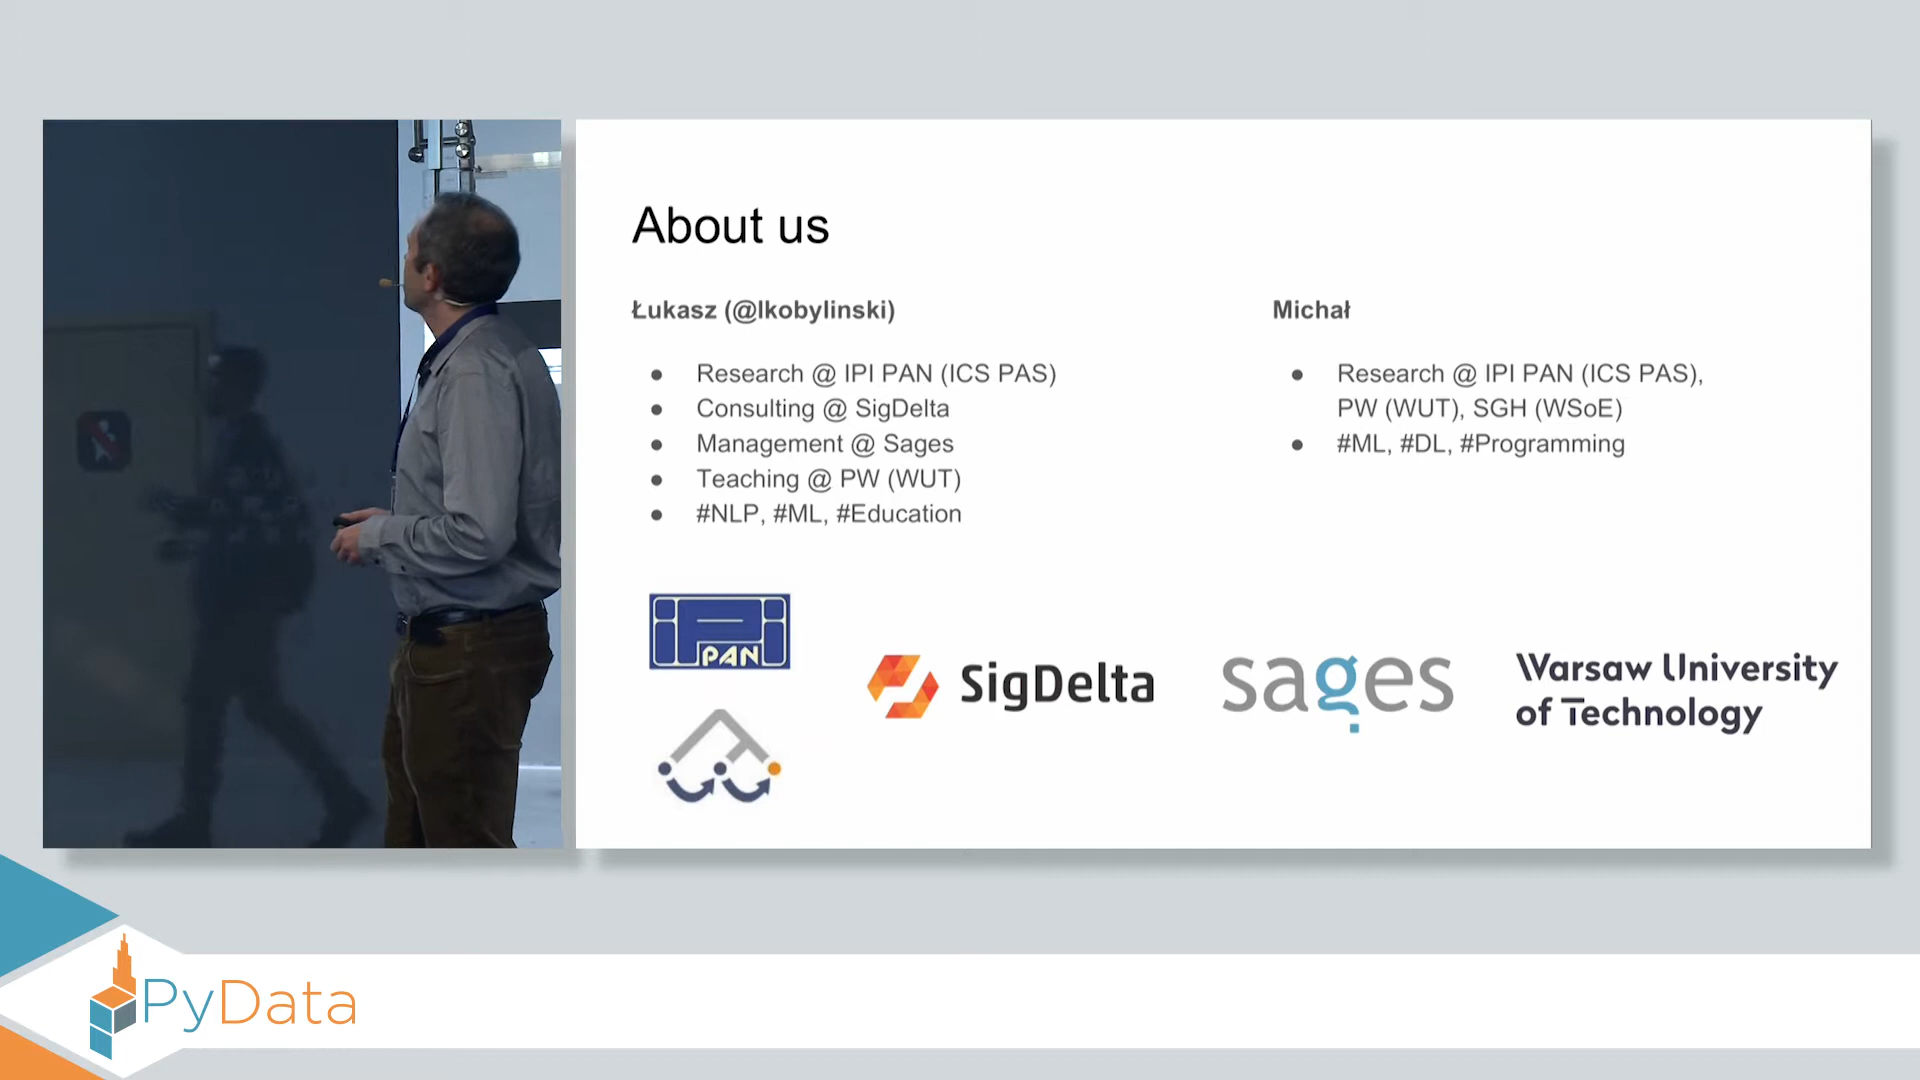 About us
Łukasz (@lkobylinski)
● Research @ IPI PAN (ICS PAS)
● Consulting @ SigDelta
● Management @ Sages
● Teaching @ PW (WUT)
● #NLP, #ML, #Education
Michał
● Research @ IPI PAN (ICS PAS),
PW (WUT), SGH (WSoE)
● #ML, #DL, #Programming
iPi
PAN
SigDelta
sages
Warsaw University
of Technology
PyData